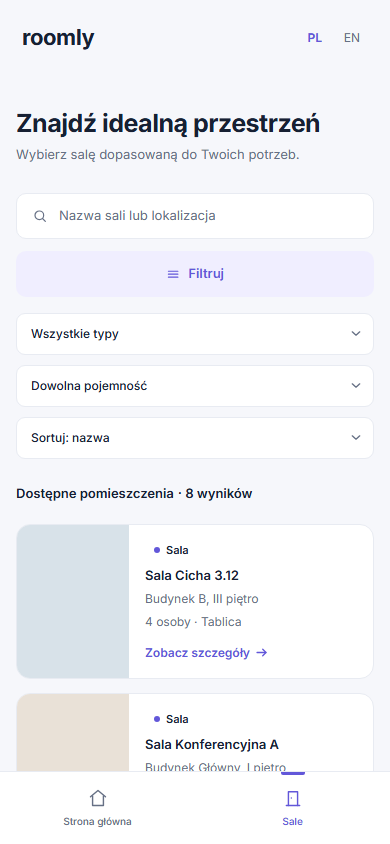 roomly
PL EN
Znajdź idealną przestrzeń
Wybierz salę dopasowaną do Twoich potrzeb.
Nazwa sali lub lokalizacja
Filtruj
Wszystkie typy
Dowolna pojemność
Sortuj: nazwa
Dostępne pomieszczenia · 8 wyników
Sala
Sala Cicha 3.12
Budynek B, III piętro
4 osoby · Tablica
Zobacz szczegóły →
Sala
Sala Konferencyjna A
Budynek Główny, I piętro
Strona główna
Sale